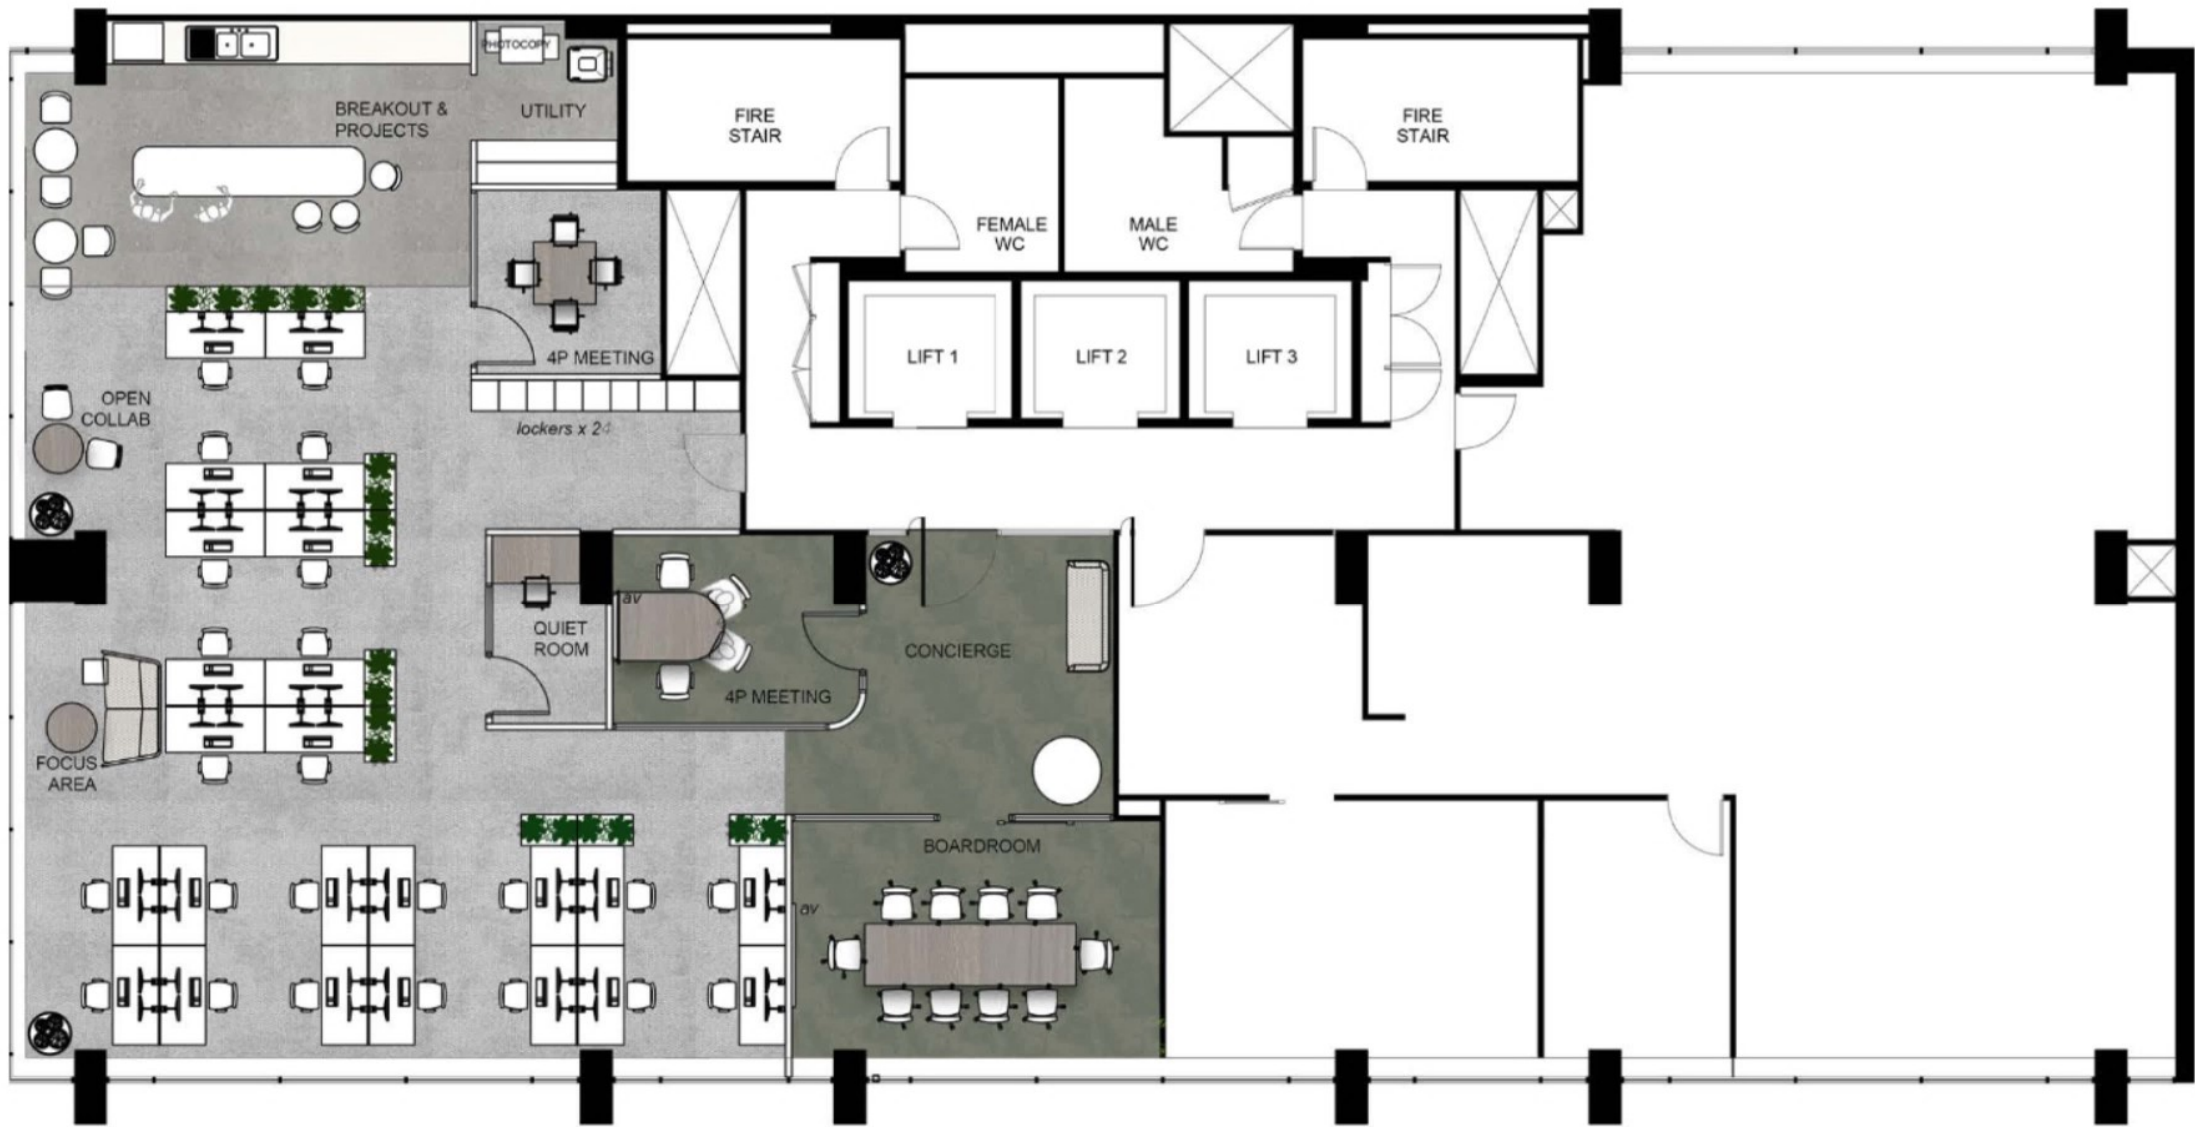 PHOTOCOPY
BREAKOUT &
PROJECTS
UTILITY
FIRE
STAIR
FIRE
STAIR
FEMALE
WC
MALE
WC
4P MEETING
LIFT 1
LIFT 2
LIFT 3
OPEN
COLLAB
lockers x 24
av
QUIET
ROOM
CONCIERGE
4P MEETING
FOCUS
AREA
BOARDROOM
av